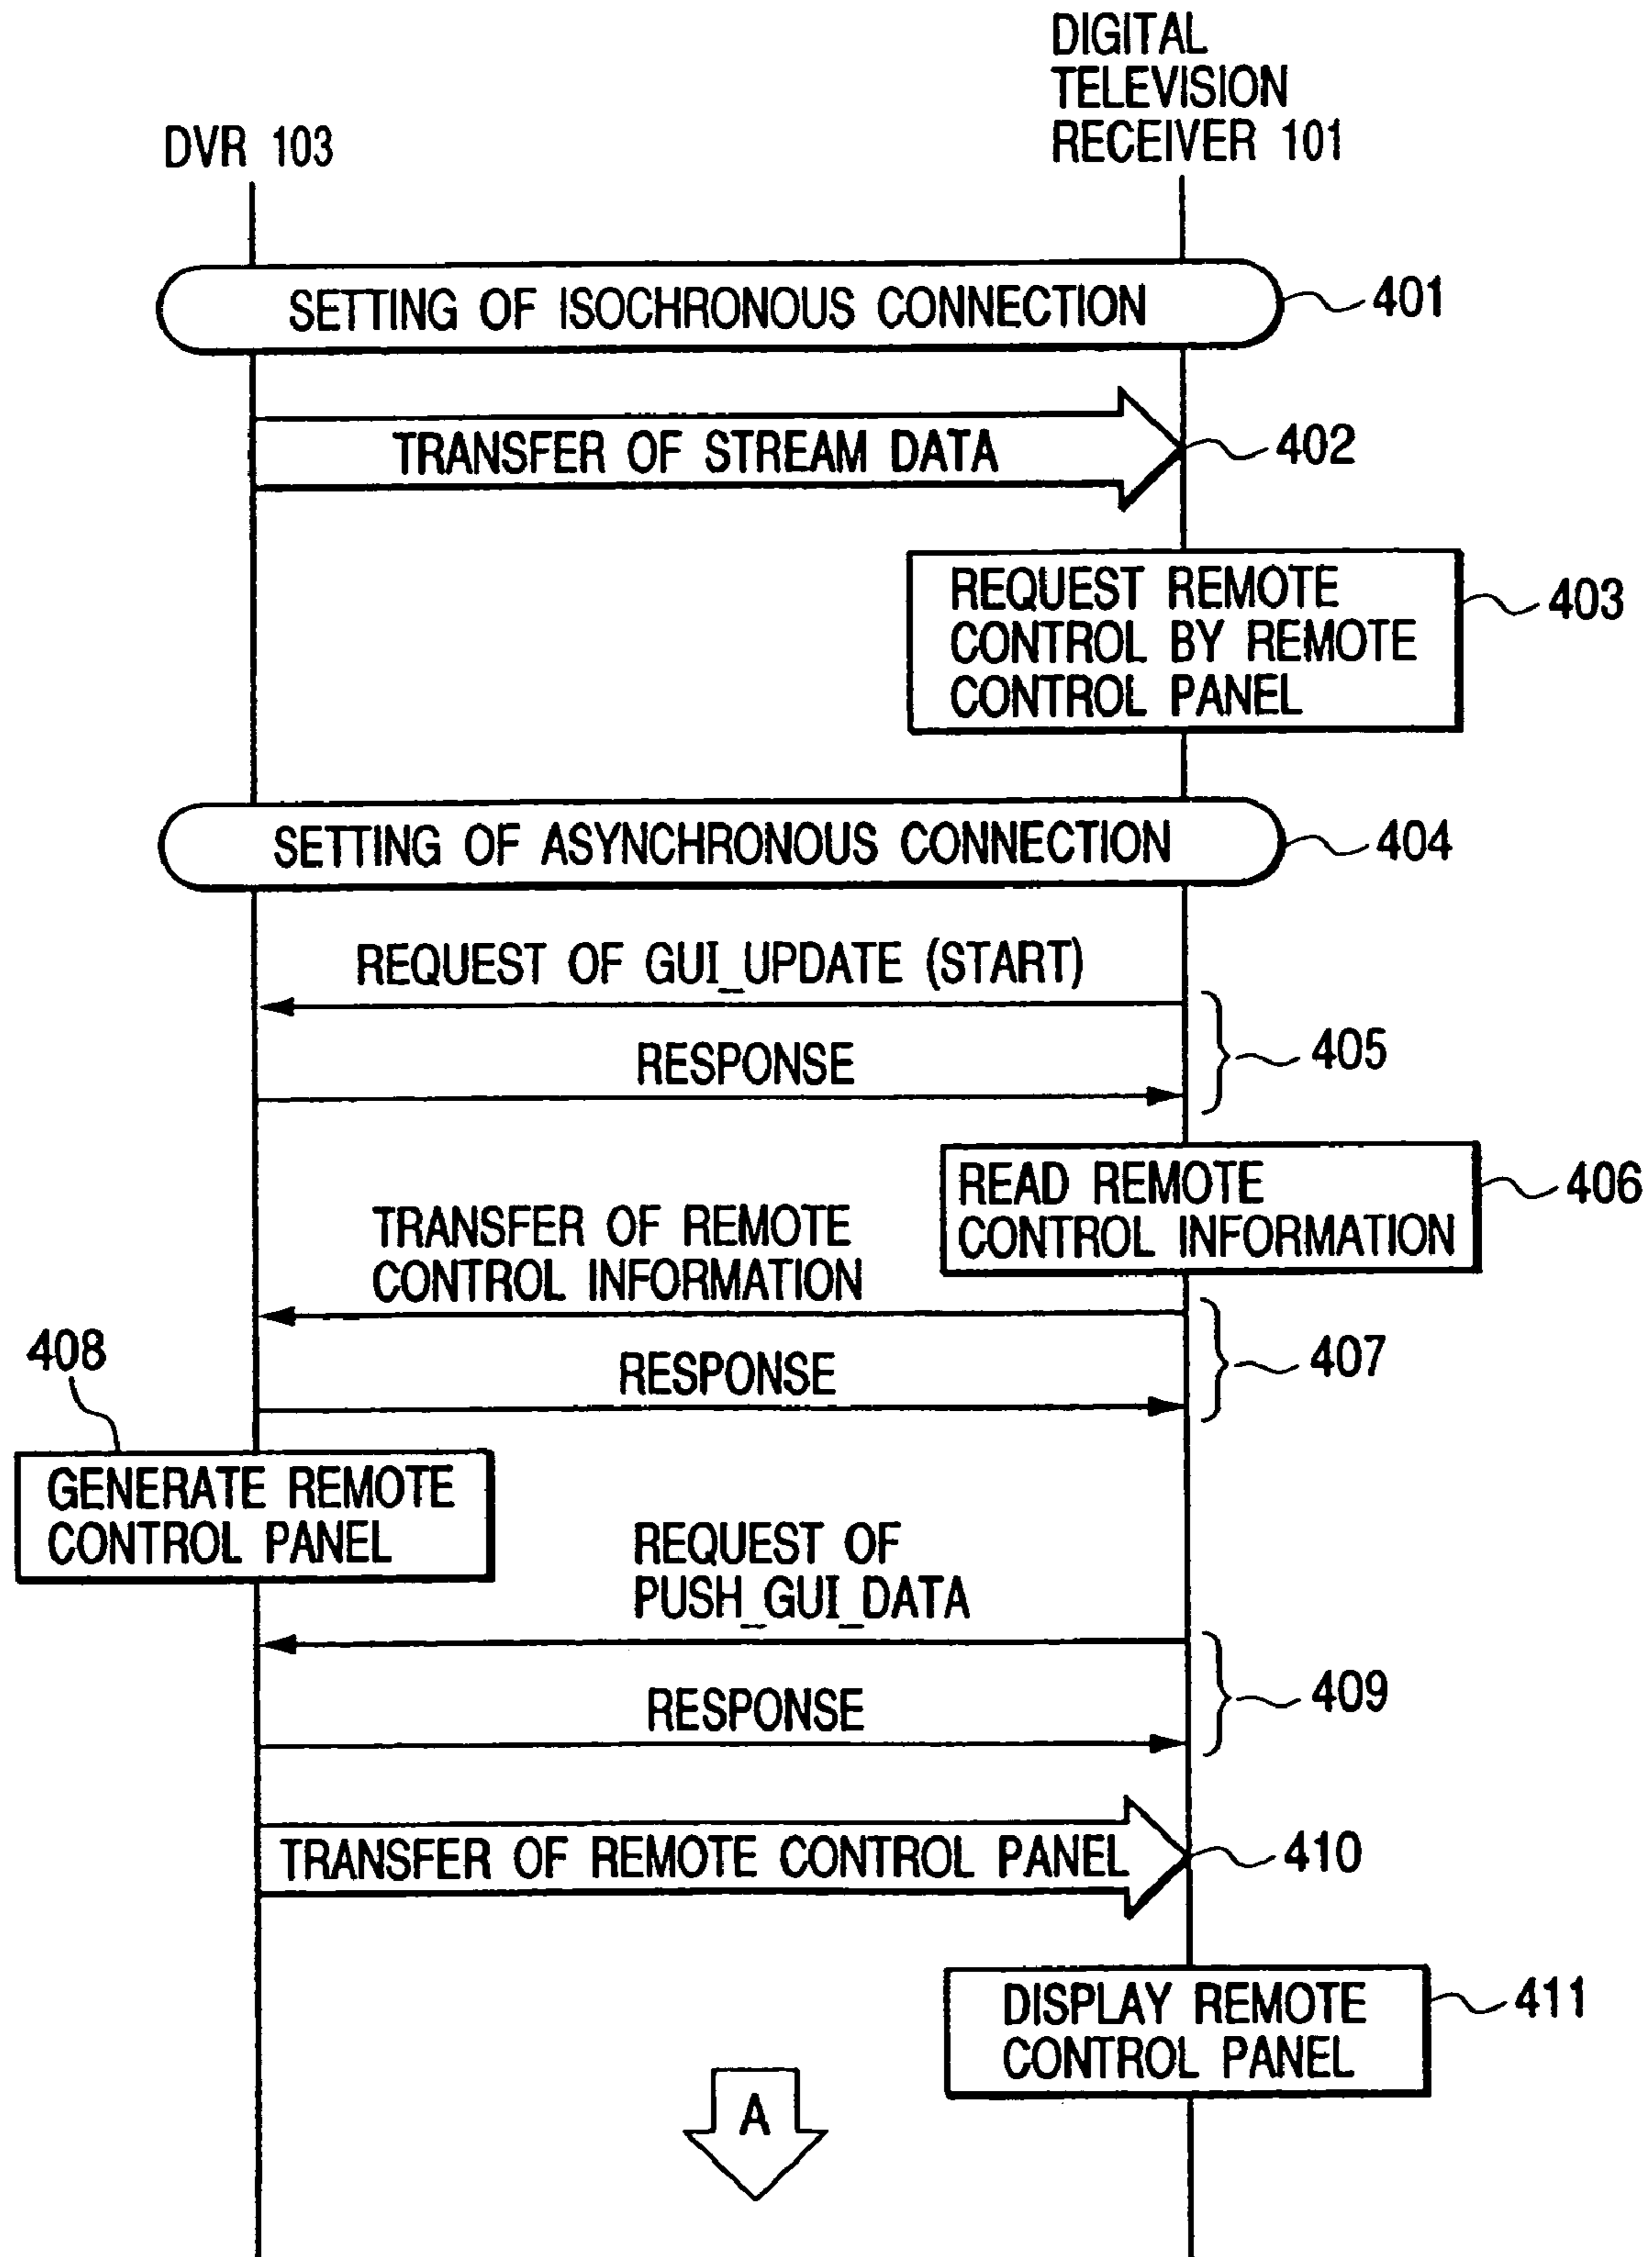 DIGITAL
TELEVISION
RECEIVER 101
DVR 103
SETTING OF ISOCHRONOUS CONNECTION
401
TRANSFER OF STREAM DATA
402
REQUEST REMOTE
CONTROL BY REMOTE
CONTROL PANEL
403
SETTING OF ASYNCHRONOUS CONNECTION
404
REQUEST OF GUI_UPDATE (START)
RESPONSE
405
READ REMOTE
CONTROL INFORMATION
406
TRANSFER OF REMOTE
CONTROL INFORMATION
RESPONSE
407
408
GENERATE REMOTE
CONTROL PANEL
REQUEST OF
PUSH_GUI_DATA
RESPONSE
409
TRANSFER OF REMOTE CONTROL PANEL
410
DISPLAY REMOTE
CONTROL PANEL
411
A